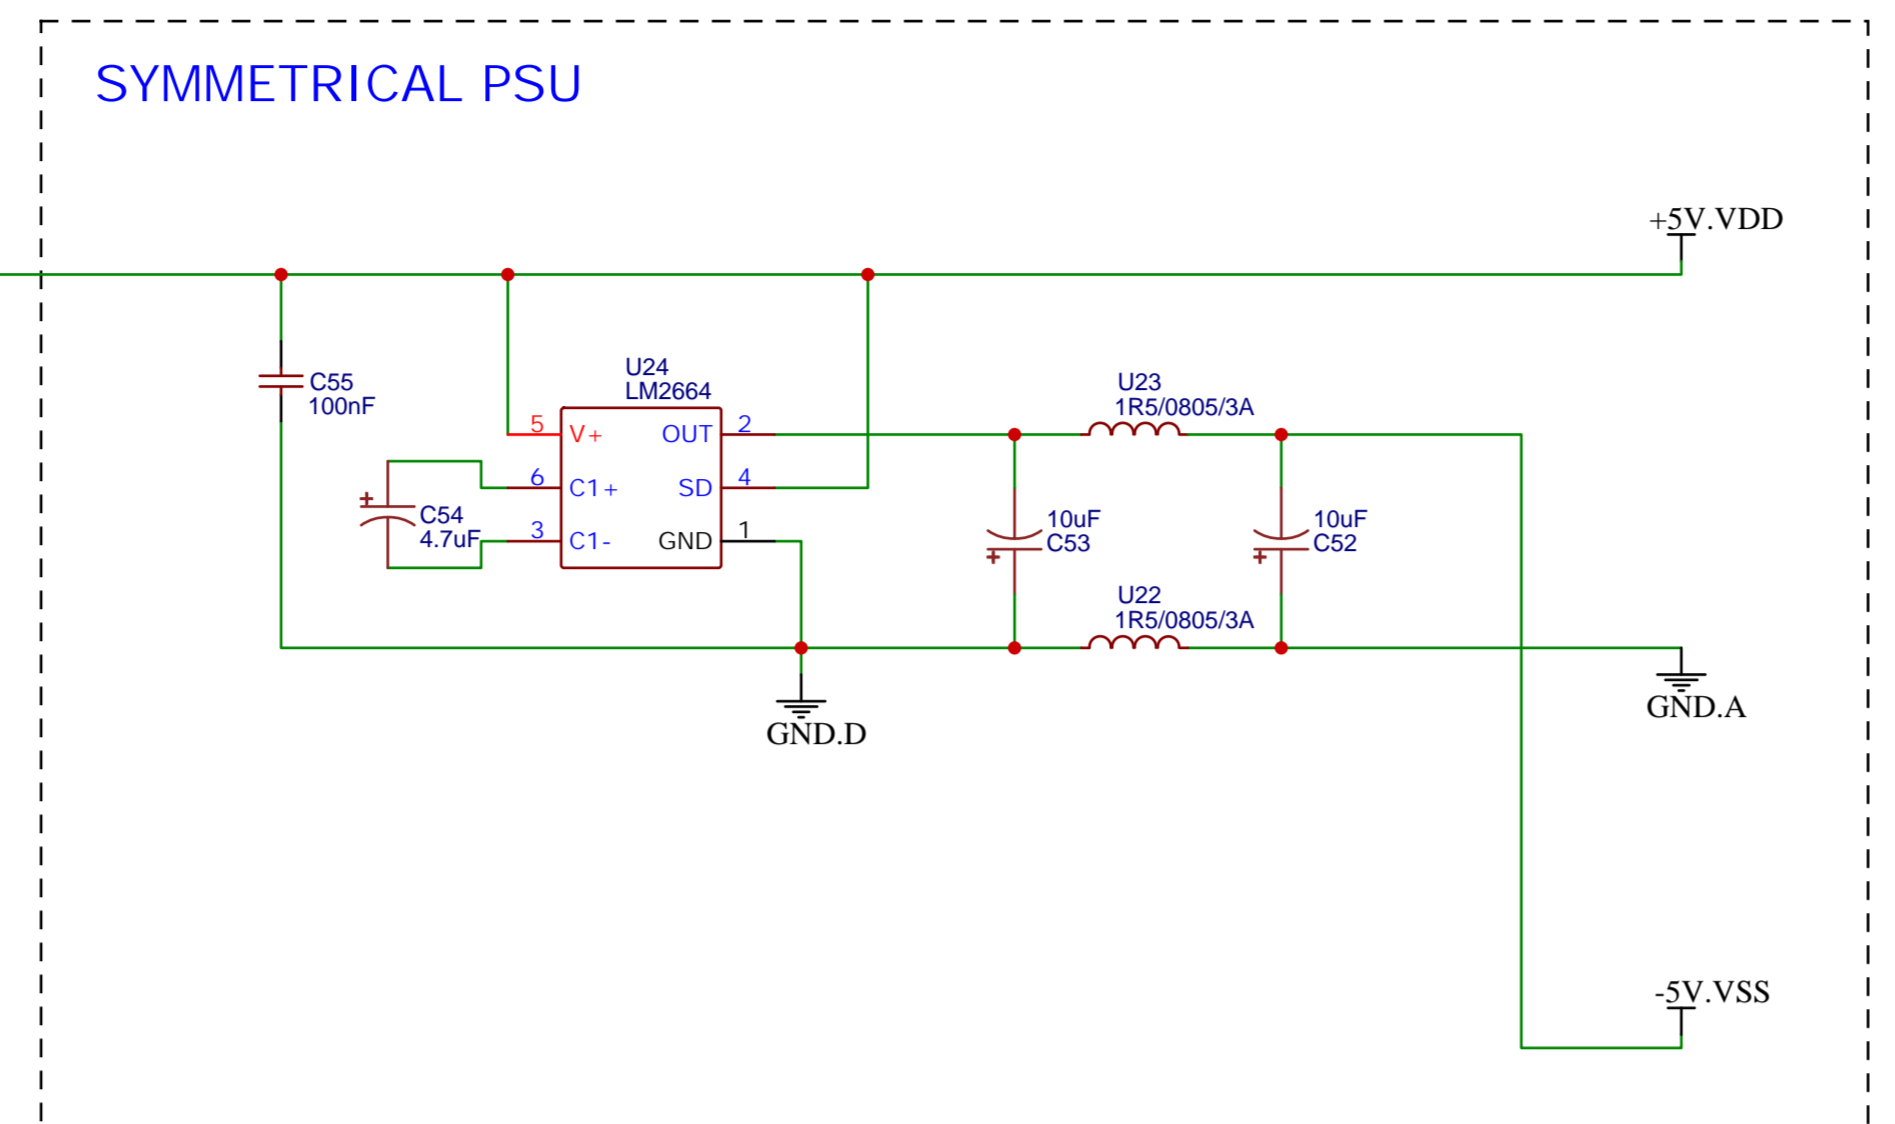 SYMMETRICAL PSU
+5V.VDD
C55
100nF
U24
LM2664
5
V+
OUT
2
6
C1+
SD
4
3
C1-
GND
1
+
C54
4.7uF
U23
1R5/0805/3A
10uF
C53
+
10uF
C52
+
U22
1R5/0805/3A
GND.D
GND.A
-5V.VSS